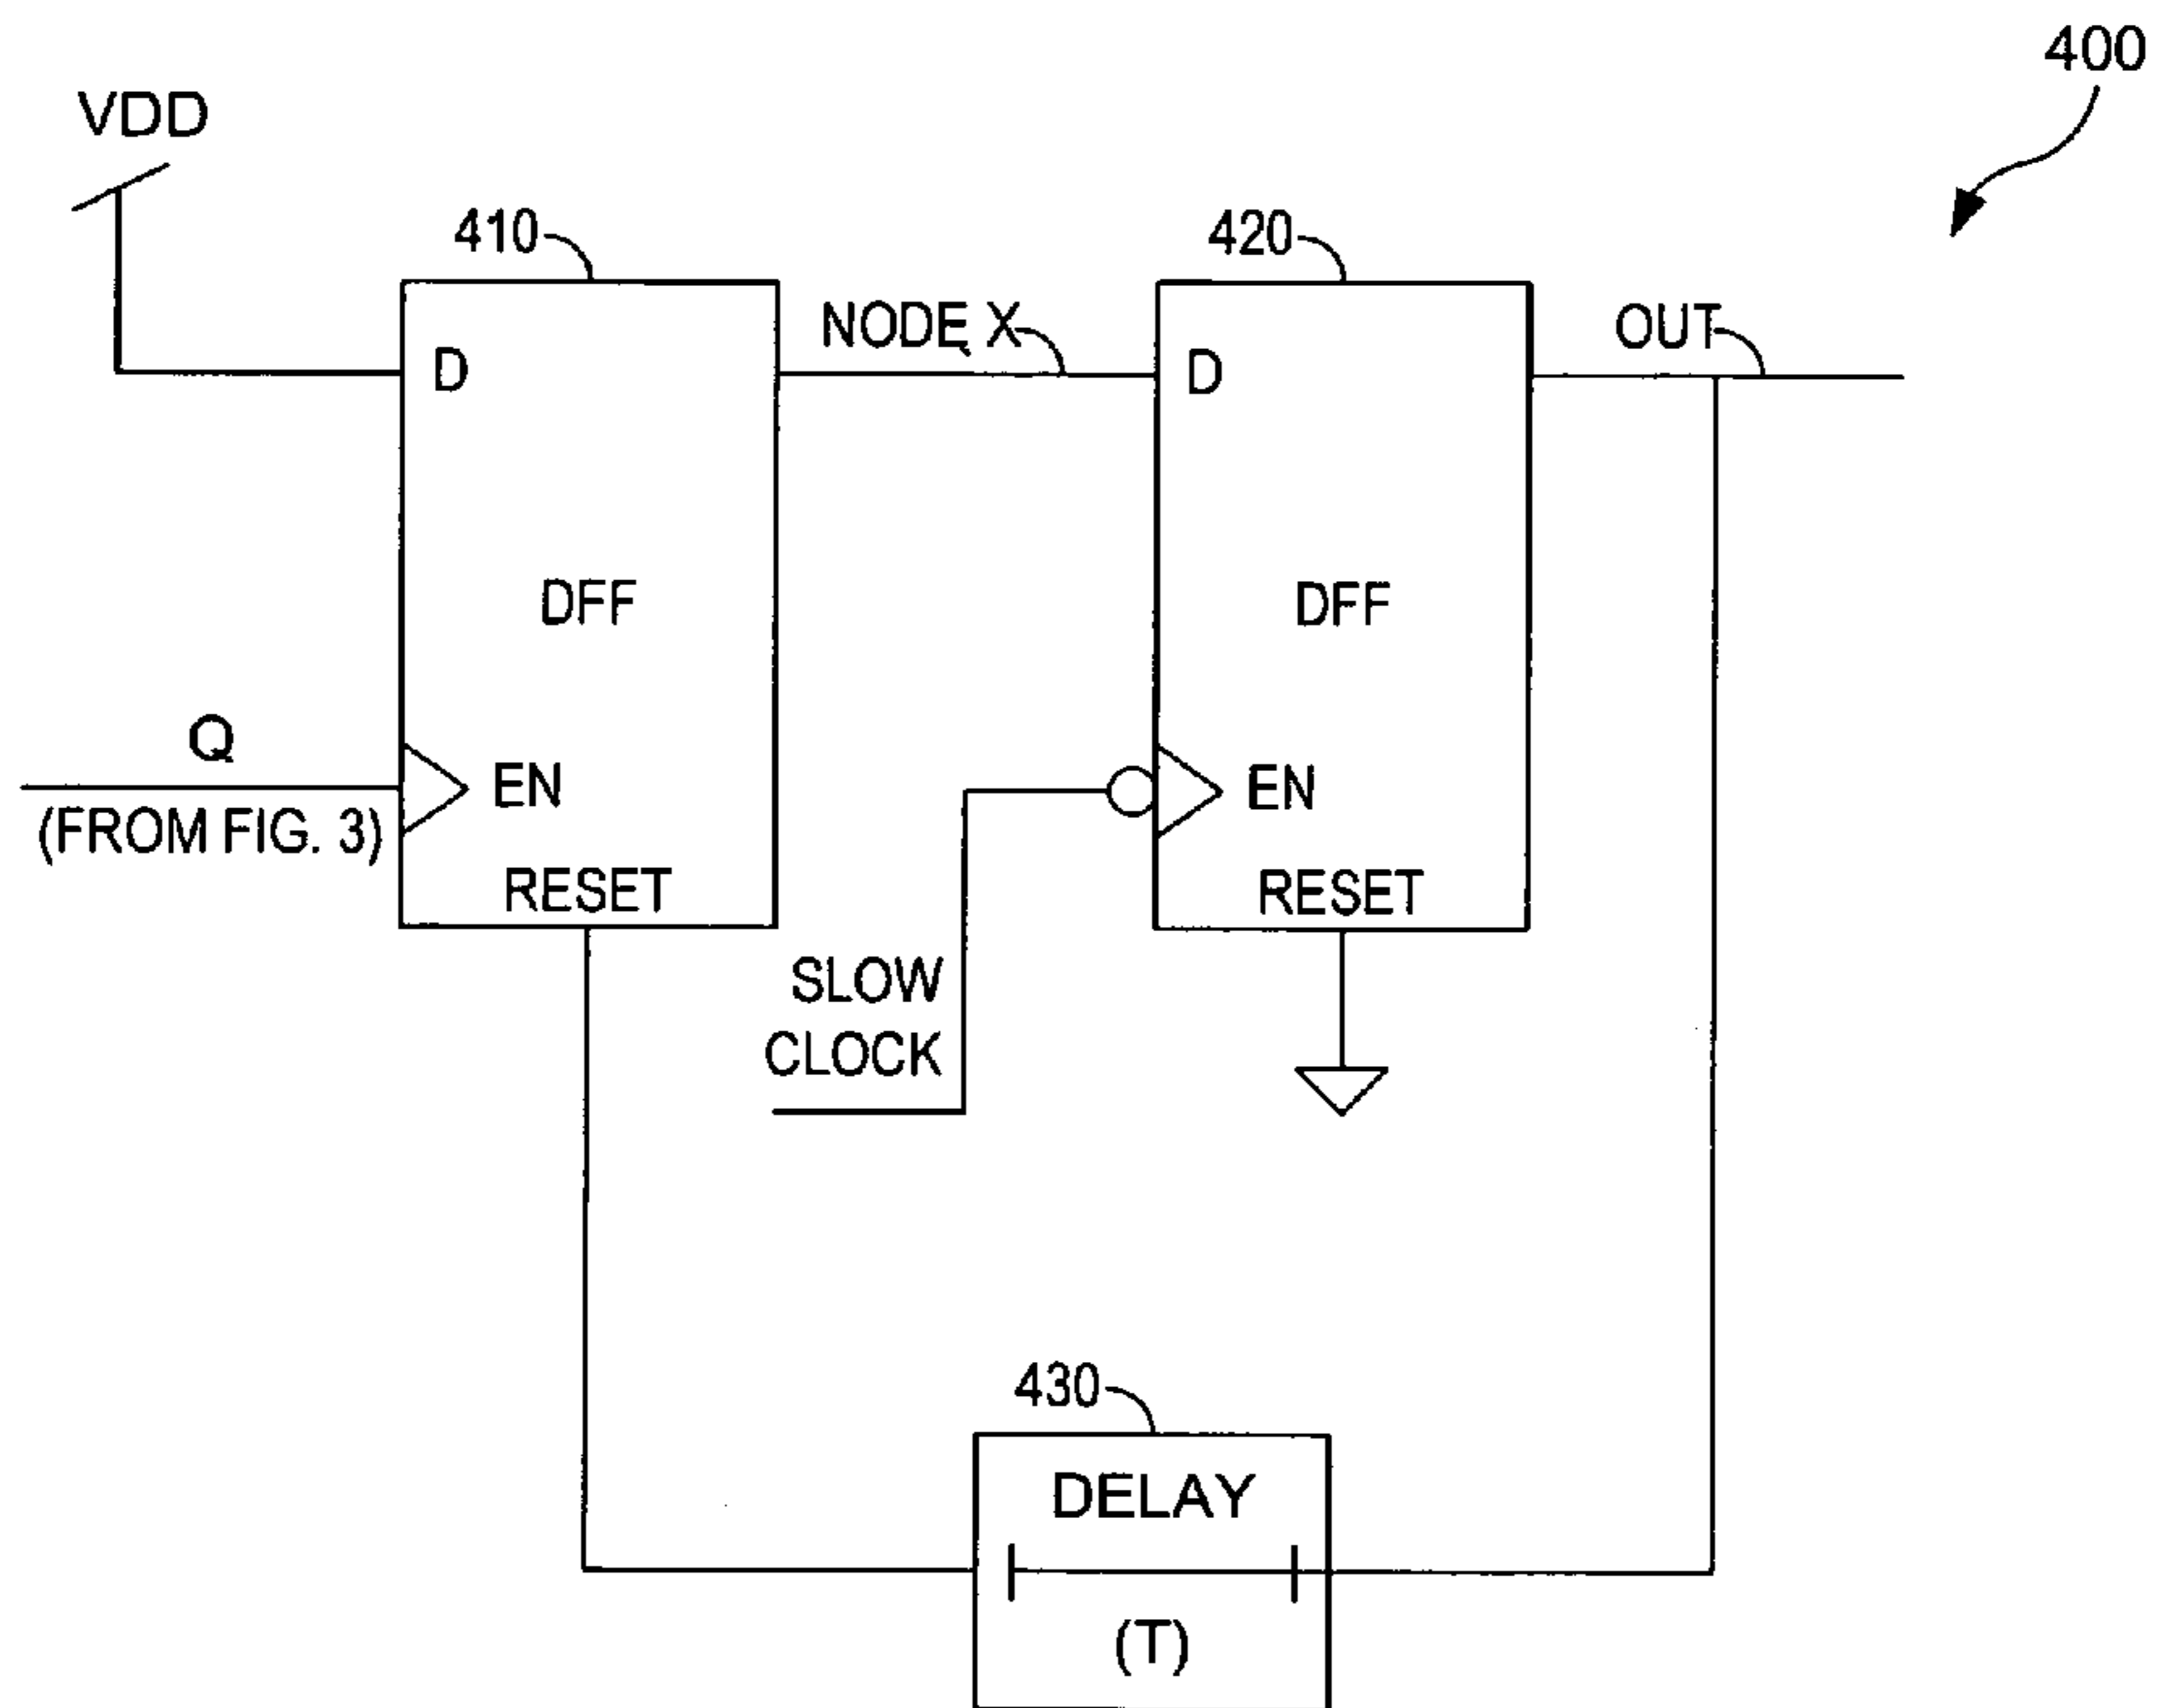 400
VDD
410
420
NODE X
OUT
D
D
DFF
DFF
Q
(FROM FIG. 3)
EN
EN
RESET
RESET
SLOW
CLOCK
430
DELAY
(T)